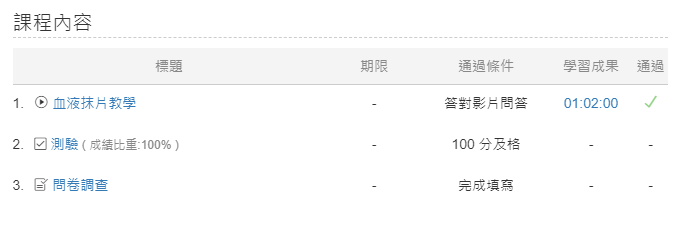 課程內容
標題 期限 通過條件 學習成果 通過
1. 血液抹片教學 - 答對影片問答 01:02:00
2. 測驗 ( 成績比重:100% ) - 100 分及格 - -
3. 問卷調查 - 完成填寫 - -